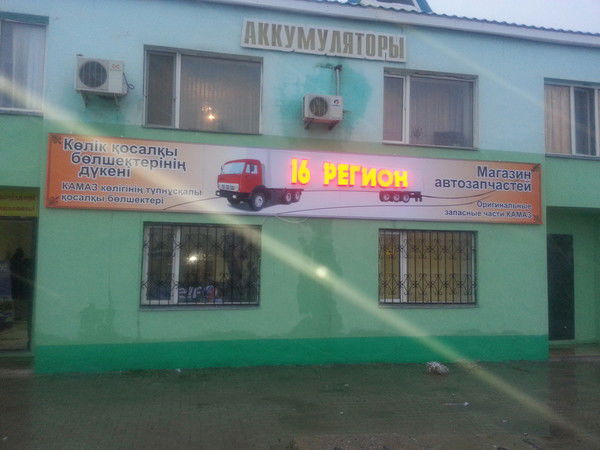 АККУМУЛЯТОРЫ
Көлік қосалқы
бөлшектерінің
дүкені
КАМАЗ көлігінің түпнұсқалы
қосалқы бөлшектері
16 РЕГИОН
Магазин
автозапчастей
Оригинальные
запасные части КАМАЗ